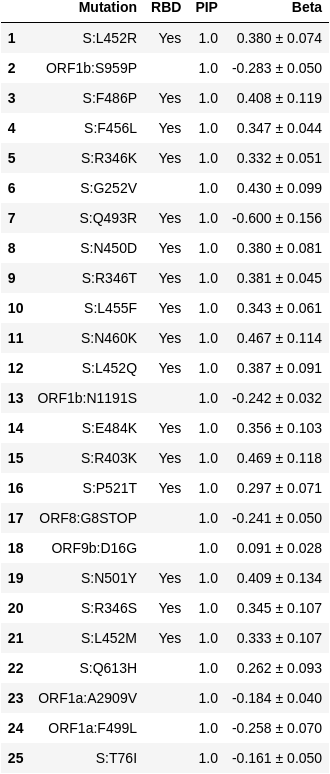 Mutation RBD PIP Beta
1 S:L452R Yes 1.0 0.380 ± 0.074
2 ORF1b:S959P 1.0 -0.283 ± 0.050
3 S:F486P Yes 1.0 0.408 ± 0.119
4 S:F456L Yes 1.0 0.347 ± 0.044
5 S:R346K Yes 1.0 0.332 ± 0.051
6 S:G252V 1.0 0.430 ± 0.099
7 S:Q493R Yes 1.0 -0.600 ± 0.156
8 S:N450D Yes 1.0 0.380 ± 0.081
9 S:R346T Yes 1.0 0.381 ± 0.045
10 S:L455F Yes 1.0 0.343 ± 0.061
11 S:N460K Yes 1.0 0.467 ± 0.114
12 S:L452Q Yes 1.0 0.387 ± 0.091
13 ORF1b:N1191S 1.0 -0.242 ± 0.032
14 S:E484K Yes 1.0 0.356 ± 0.103
15 S:R403K Yes 1.0 0.469 ± 0.118
16 S:P521T Yes 1.0 0.297 ± 0.071
17 ORF8:G8STOP 1.0 -0.241 ± 0.050
18 ORF9b:D16G 1.0 0.091 ± 0.028
19 S:N501Y Yes 1.0 0.409 ± 0.134
20 S:R346S Yes 1.0 0.345 ± 0.107
21 S:L452M Yes 1.0 0.333 ± 0.107
22 S:Q613H 1.0 0.262 ± 0.093
23 ORF1a:A2909V 1.0 -0.184 ± 0.040
24 ORF1a:F499L 1.0 -0.258 ± 0.070
25 S:T76I 1.0 -0.161 ± 0.050